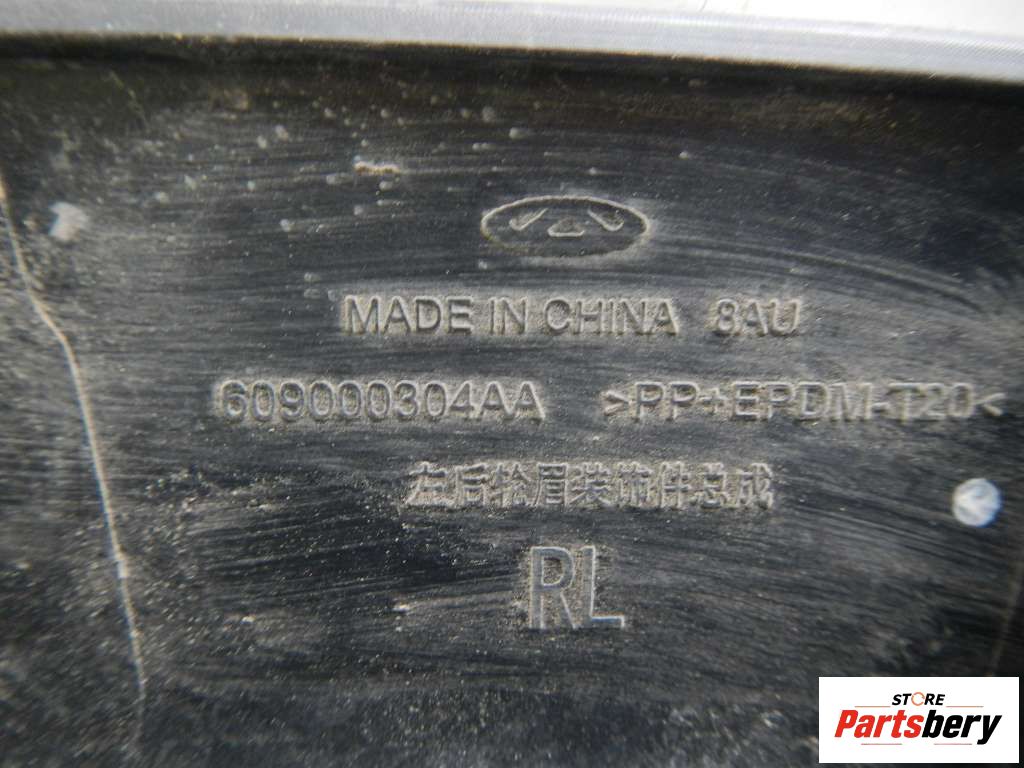 MADE IN CHINA 8AU
609000304AA >PP+EPDM-T20<
左后轮眉装饰件总成
RL
STORE
Partsbery